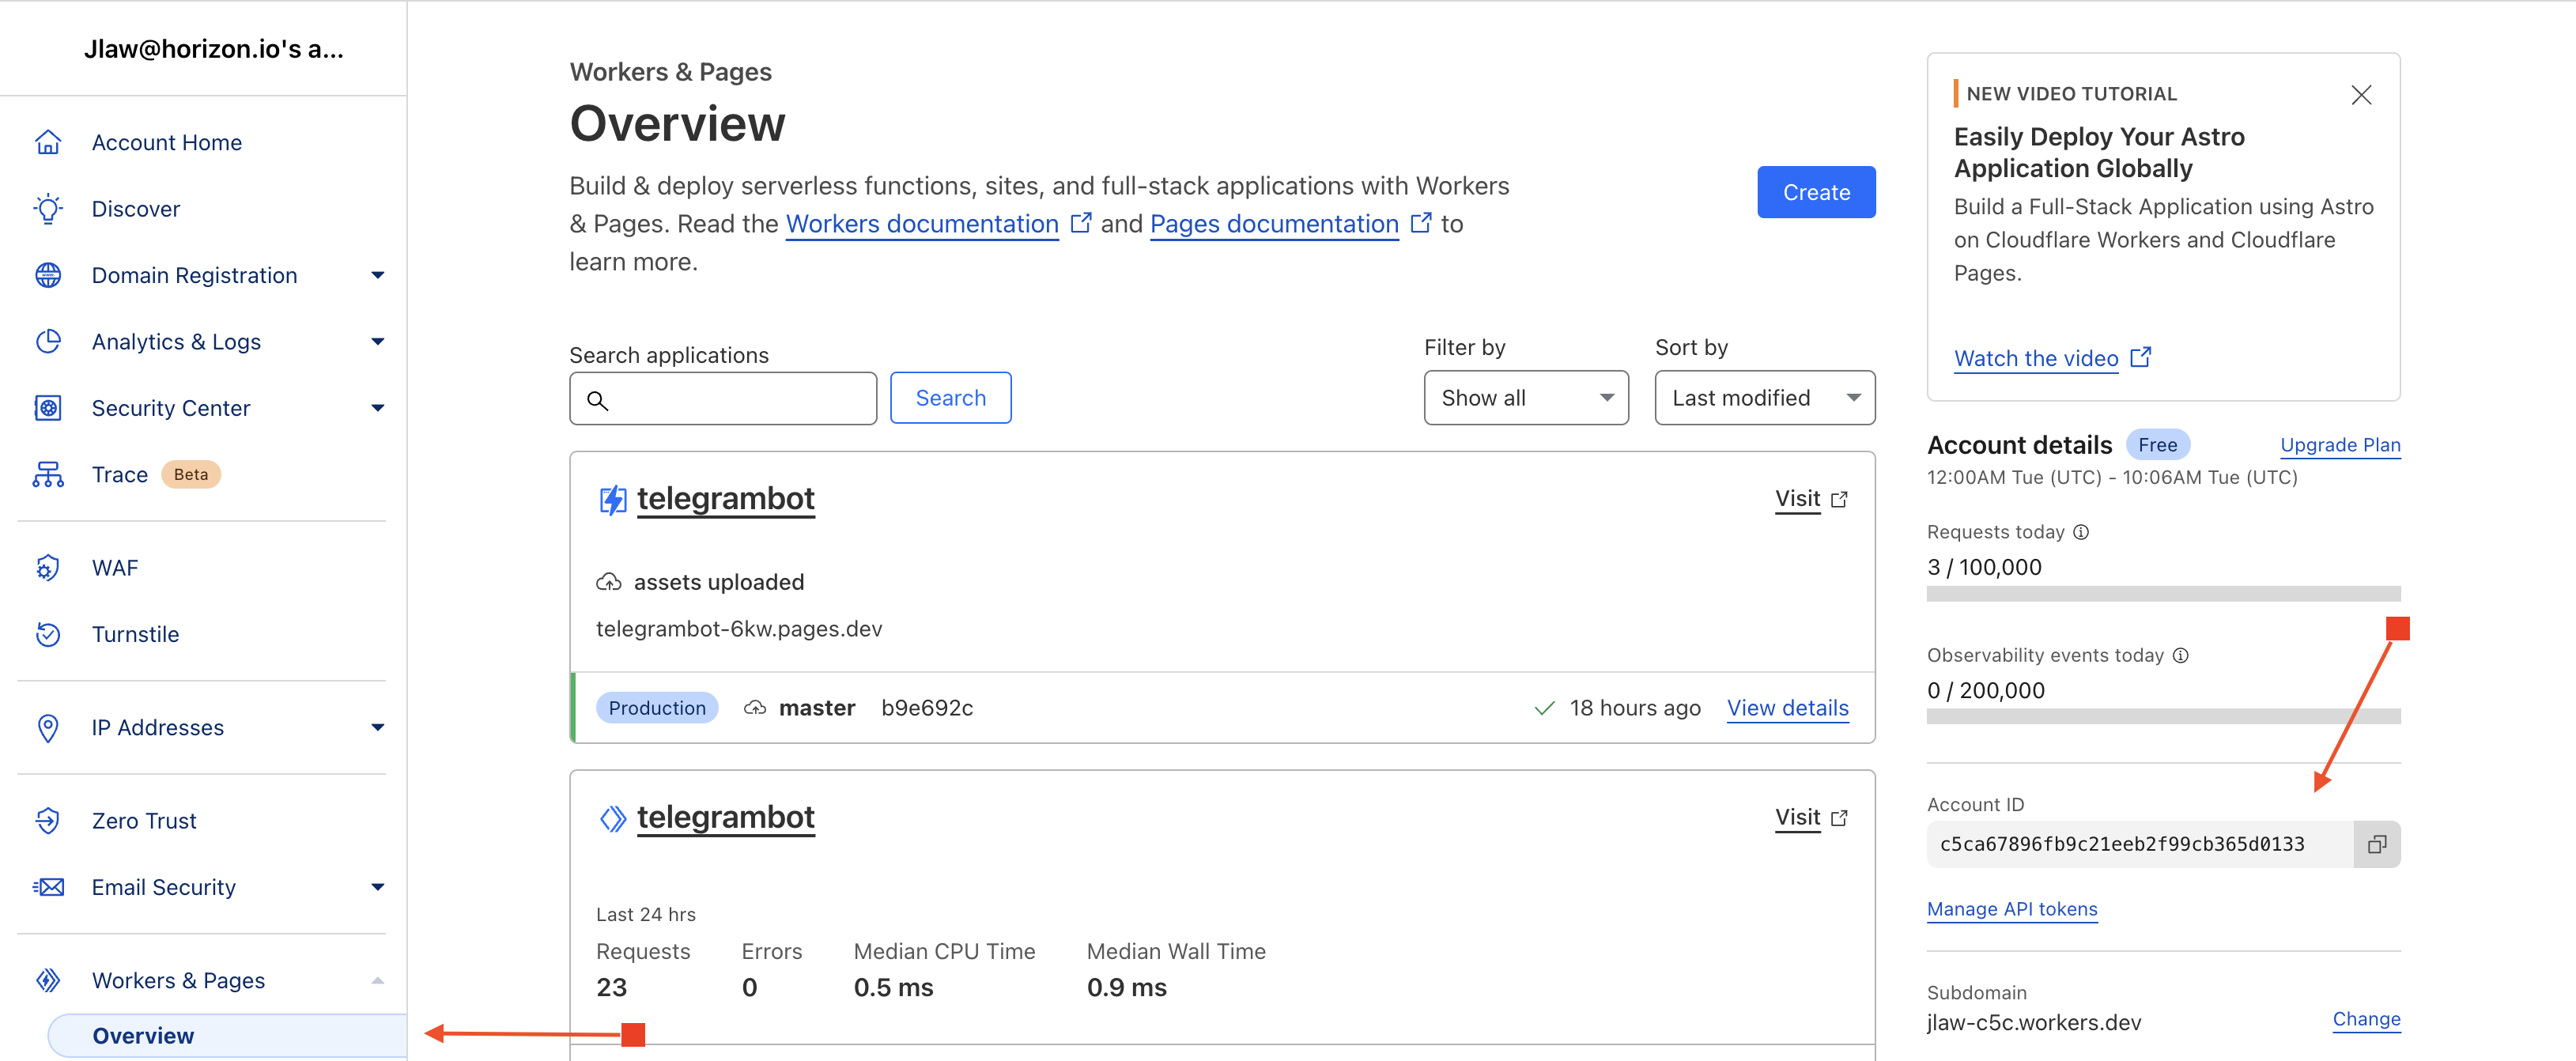 Jlaw@horizon.io's a...
Account Home
Discover
Domain Registration
Analytics & Logs
Security Center
Trace Beta
WAF
Turnstile
IP Addresses
Zero Trust
Email Security
Workers & Pages
Overview
Workers & Pages
Overview
Build & deploy serverless functions, sites, and full-stack applications with Workers
& Pages. Read the Workers documentation and Pages documentation to
learn more.
Create
Search applications
Search
Filter by
Show all
Sort by
Last modified
telegrambot
Visit
assets uploaded
telegrambot-6kw.pages.dev
Production master b9e692c 18 hours ago View details
telegrambot
Visit
Last 24 hrs
Requests Errors Median CPU Time Median Wall Time
23 0 0.5 ms 0.9 ms
NEW VIDEO TUTORIAL
Easily Deploy Your Astro
Application Globally
Build a Full-Stack Application using Astro
on Cloudflare Workers and Cloudflare
Pages.
Watch the video
Account details Free Upgrade Plan
12:00AM Tue (UTC) - 10:06AM Tue (UTC)
Requests today
3 / 100,000
Observability events today
0 / 200,000
Account ID
c5ca67896fb9c21eeb2f99cb365d0133
Manage API tokens
Subdomain
jlaw-c5c.workers.dev
Change